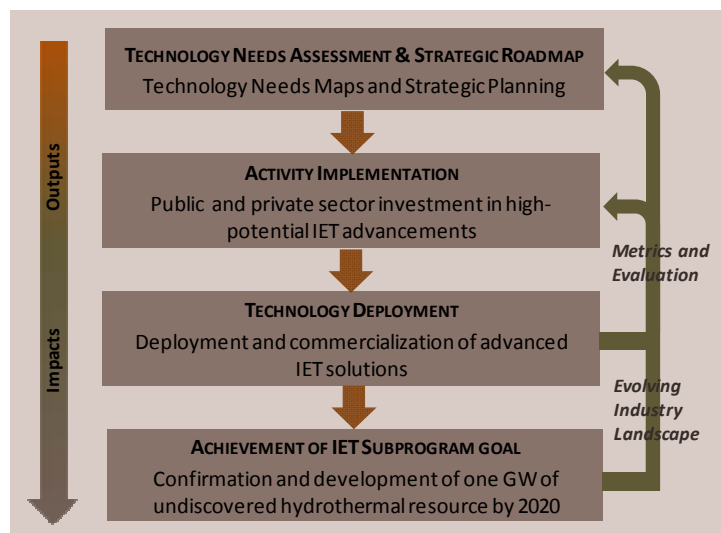 TECHNOLOGY NEEDS ASSESSMENT & STRATEGIC ROADMAP
Technology Needs Maps and Strategic Planning
ACTIVITY IMPLEMENTATION
Public and private sector investment in high-
potential IET advancements
TECHNOLOGY DEPLOYMENT
Deployment and commercialization of advanced
IET solutions
ACHIEVEMENT OF IET SUBPROGRAM GOAL
Confirmation and development of one GW of
undiscovered hydrothermal resource by 2020
Outputs
Impacts
Metrics and
Evaluation
Evolving
Industry
Landscape